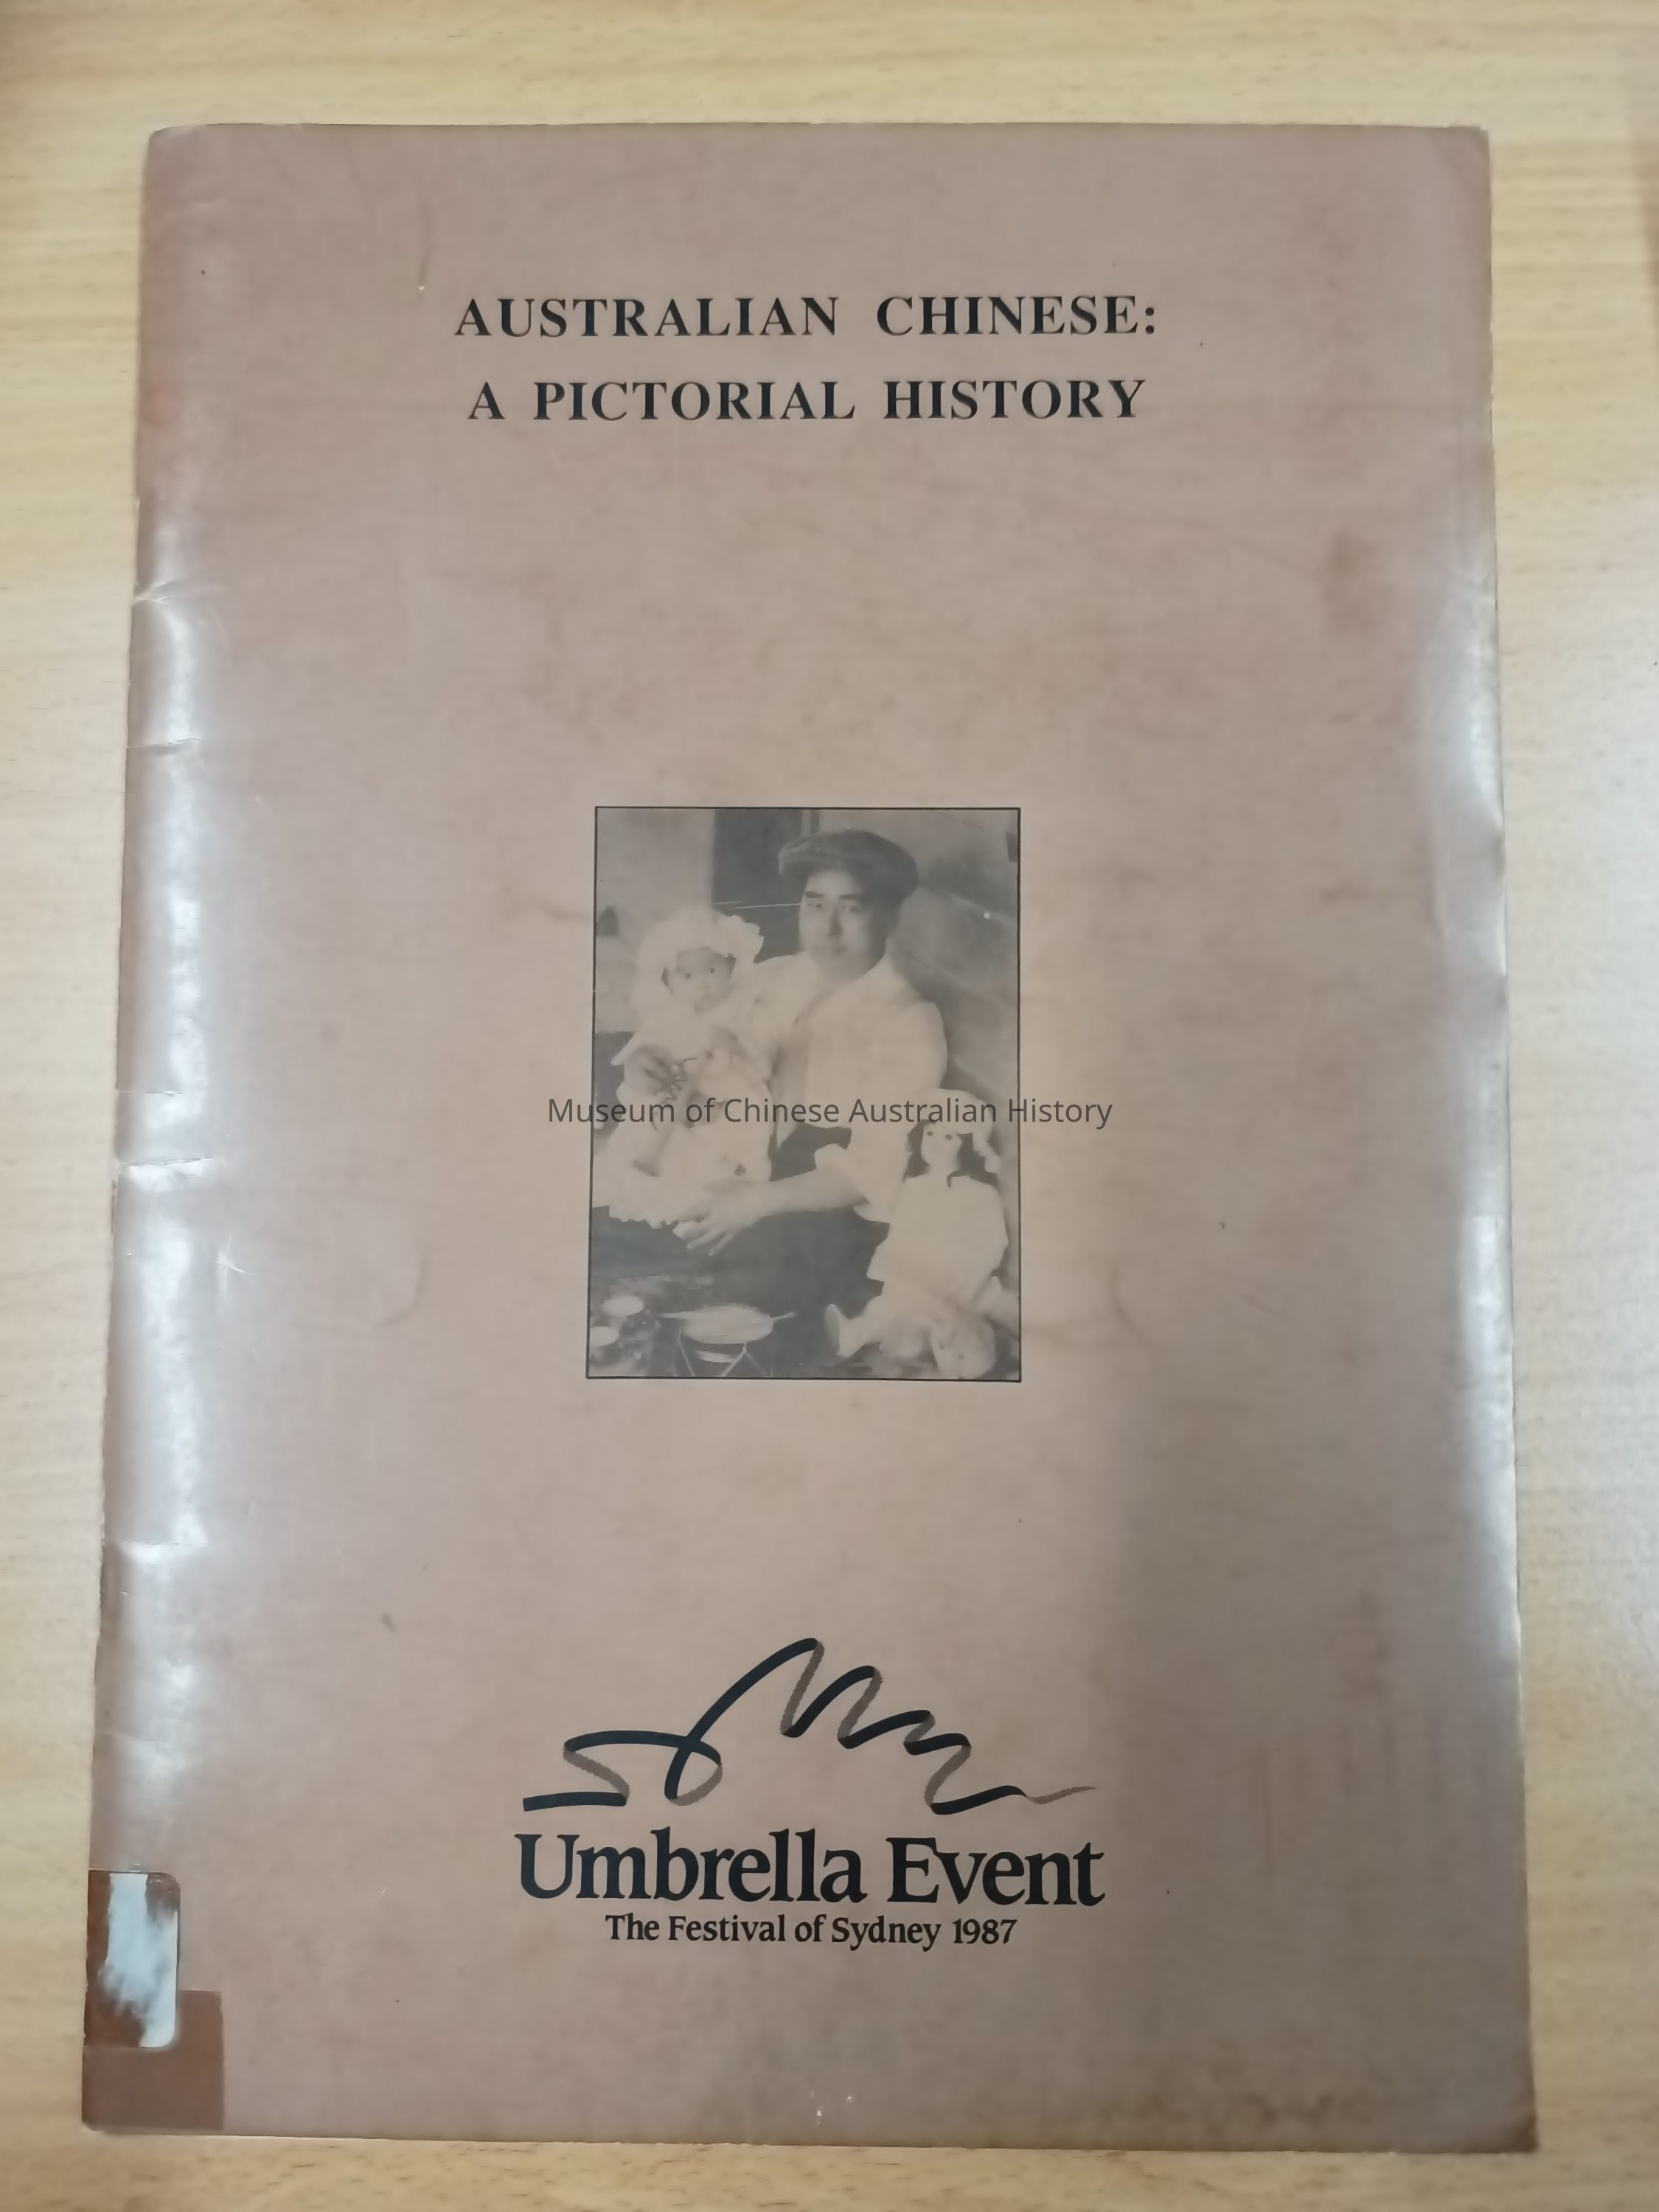 AUSTRALIAN CHINESE:
A PICTORIAL HISTORY
Museum of Chinese Australian History
Umbrella Event
The Festival of Sydney 1987